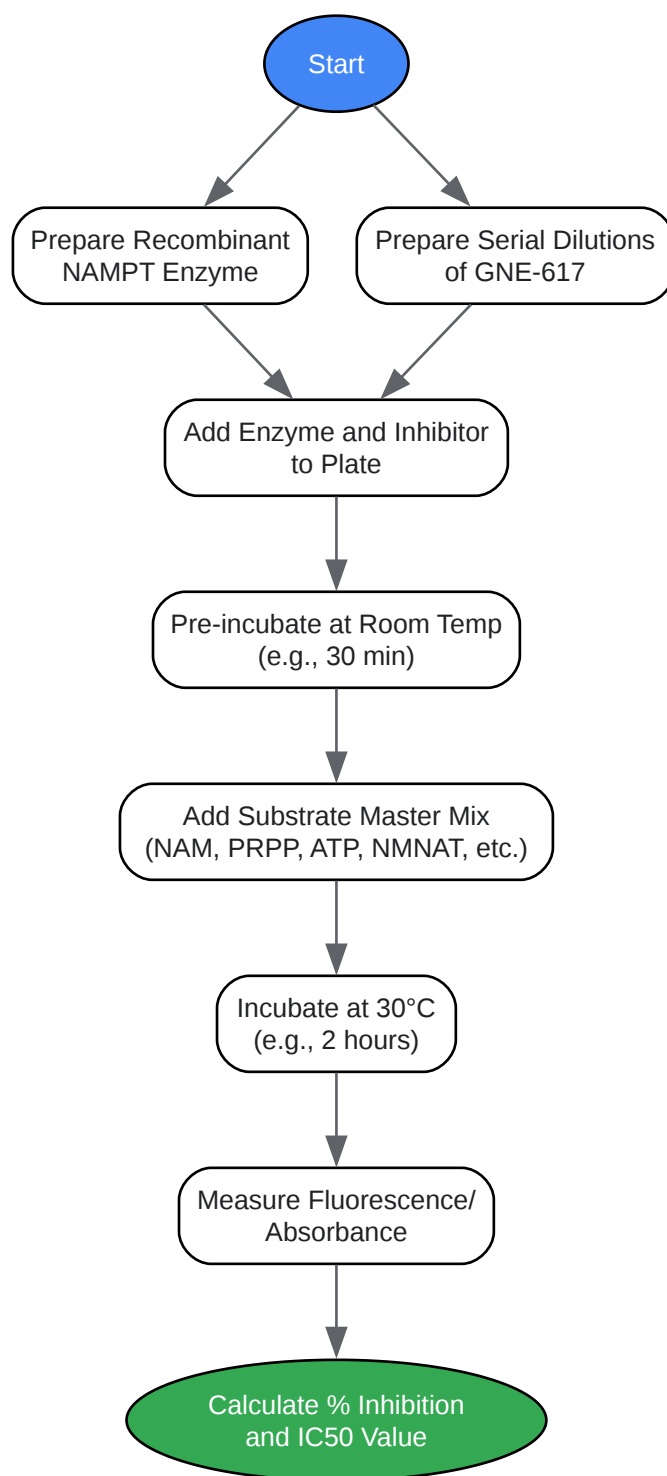 Start
Prepare Recombinant
NAMPT Enzyme
Prepare Serial Dilutions
of GNE-617
Add Enzyme and Inhibitor
to Plate
Pre-incubate at Room Temp
(e.g., 30 min)
Add Substrate Master Mix
(NAM, PRPP, ATP, NMNAT, etc.)
Incubate at 30°C
(e.g., 2 hours)
Measure Fluorescence/
Absorbance
Calculate % Inhibition
and IC50 Value